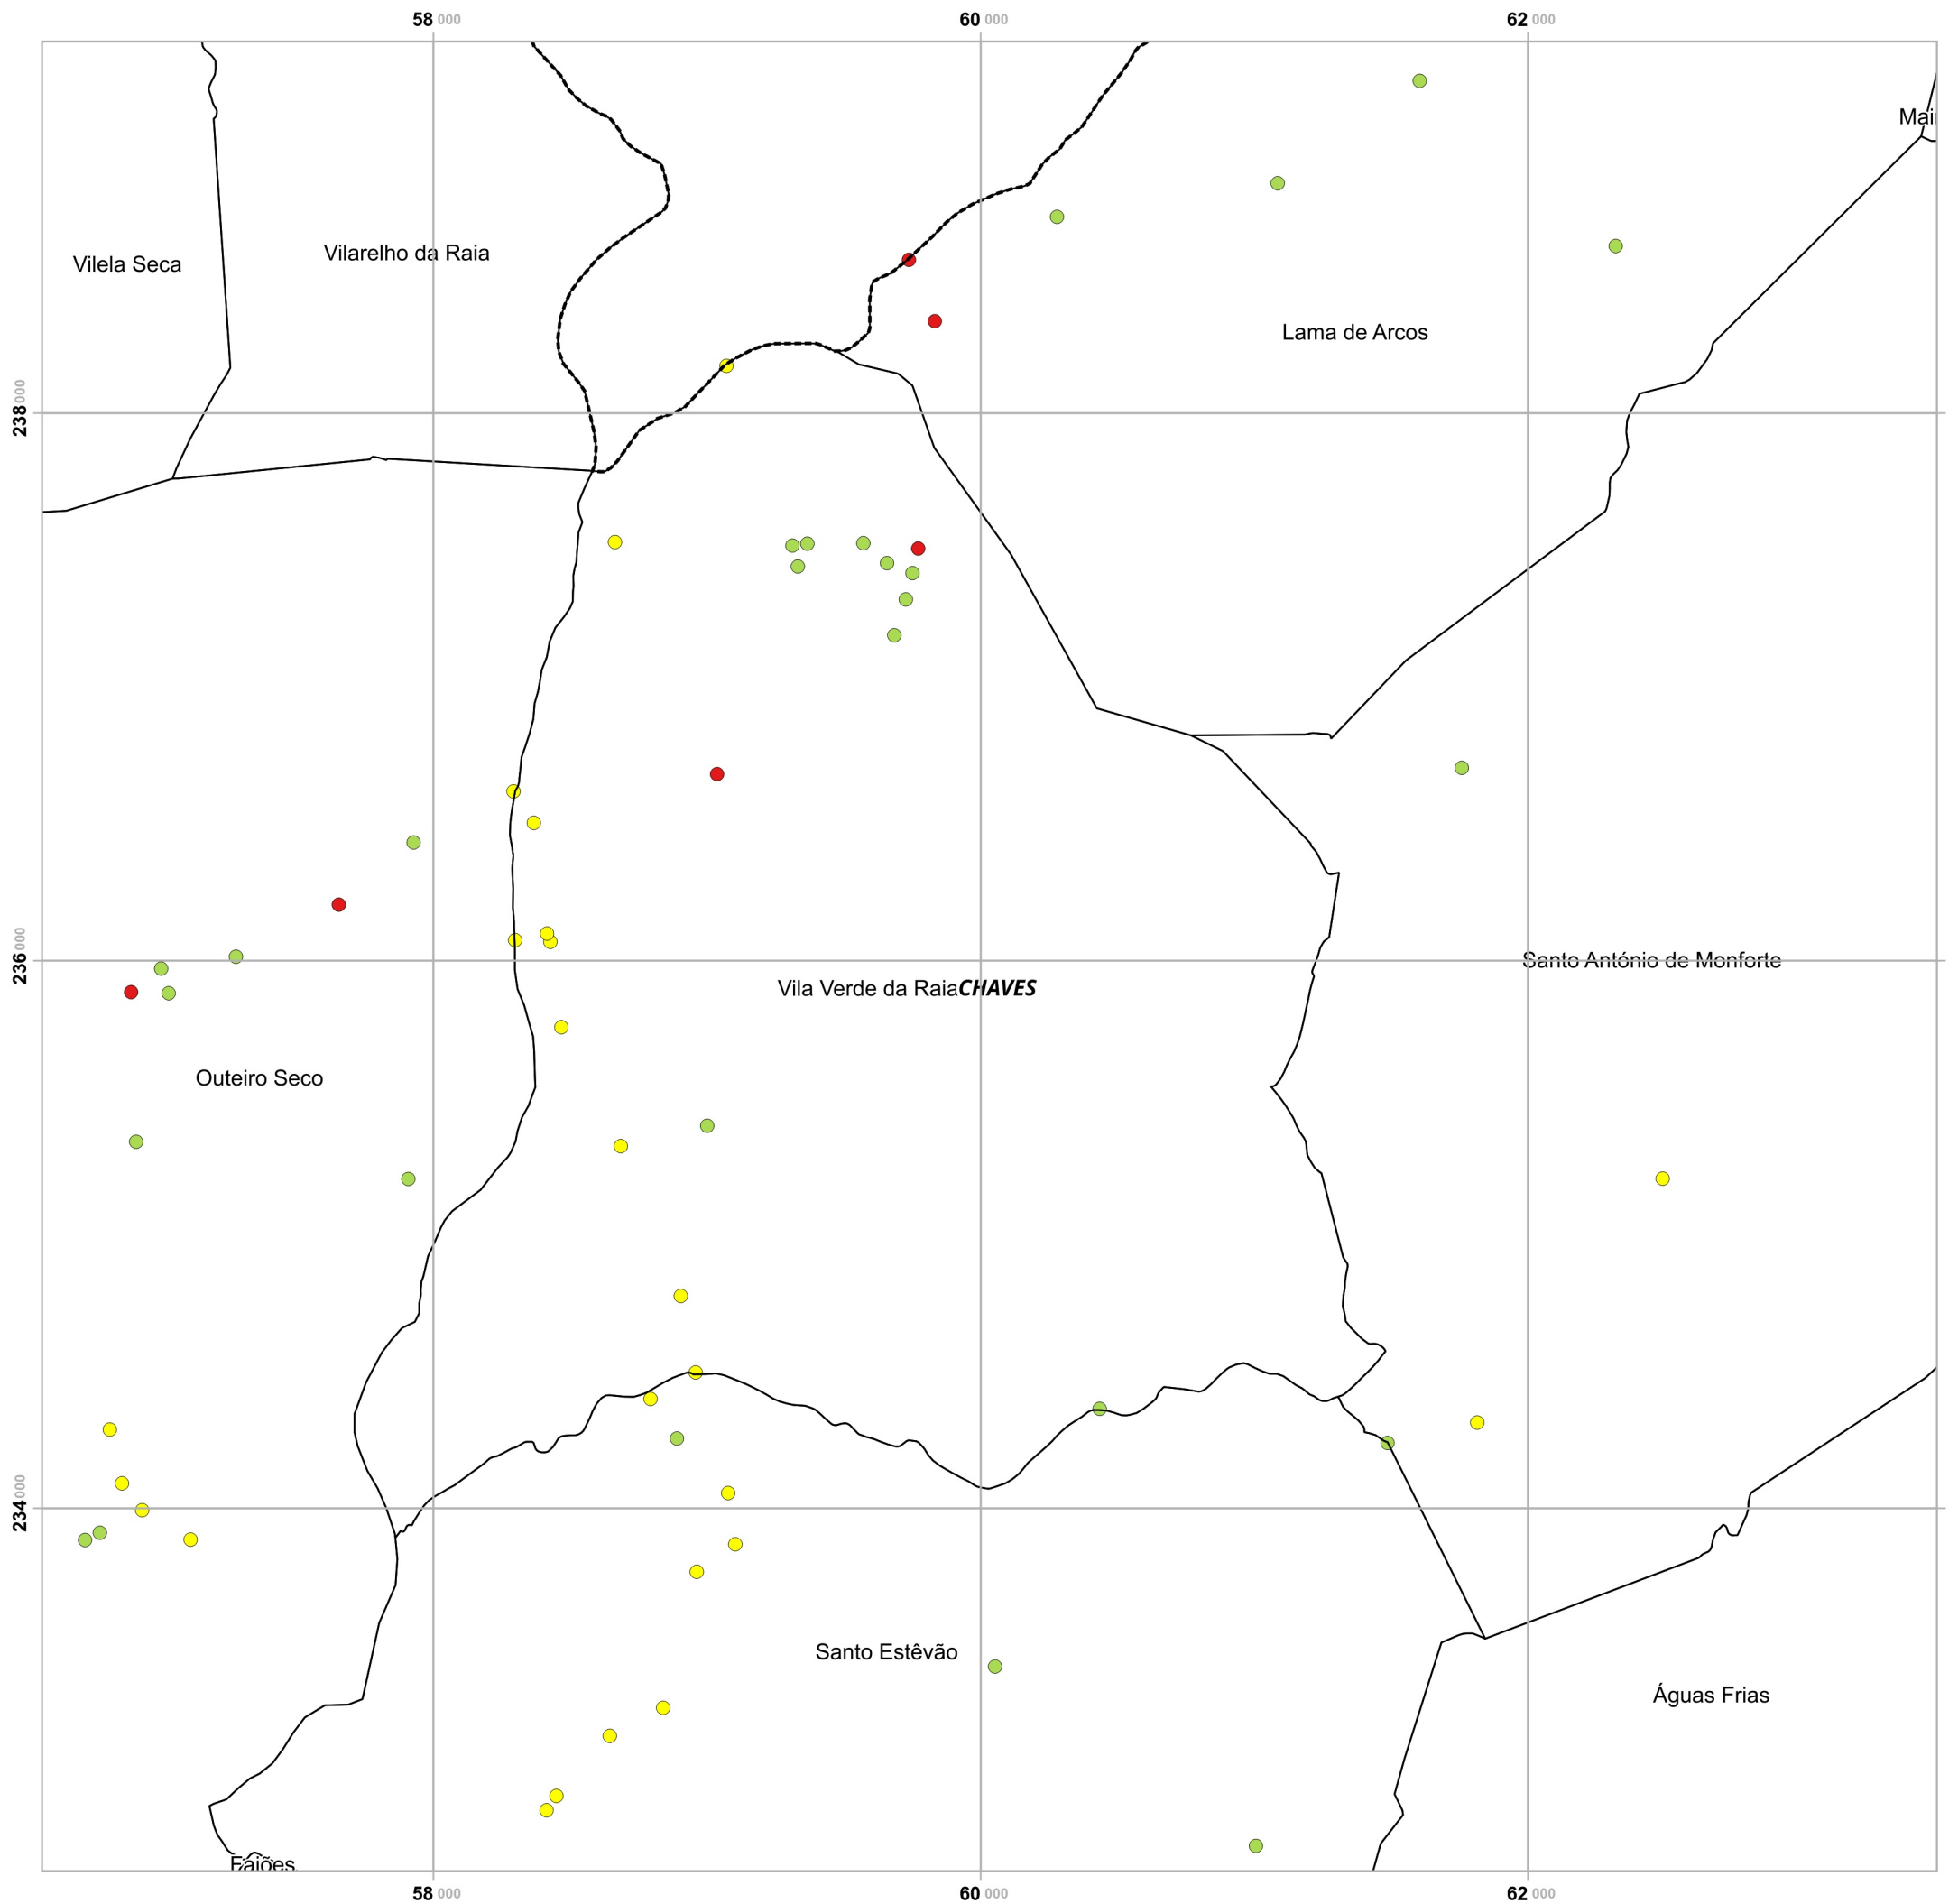 58 000 60 000 62 000
Mai
Vilarelho da Raia
Vilela Seca
Lama de Arcos
238 000
236 000
Santo António de Monforte
Vila Verde da Raia CHAVES
Outeiro Seco
234 000
Santo Estêvão
Águas Frias
Faiões
58 000 60 000 62 000